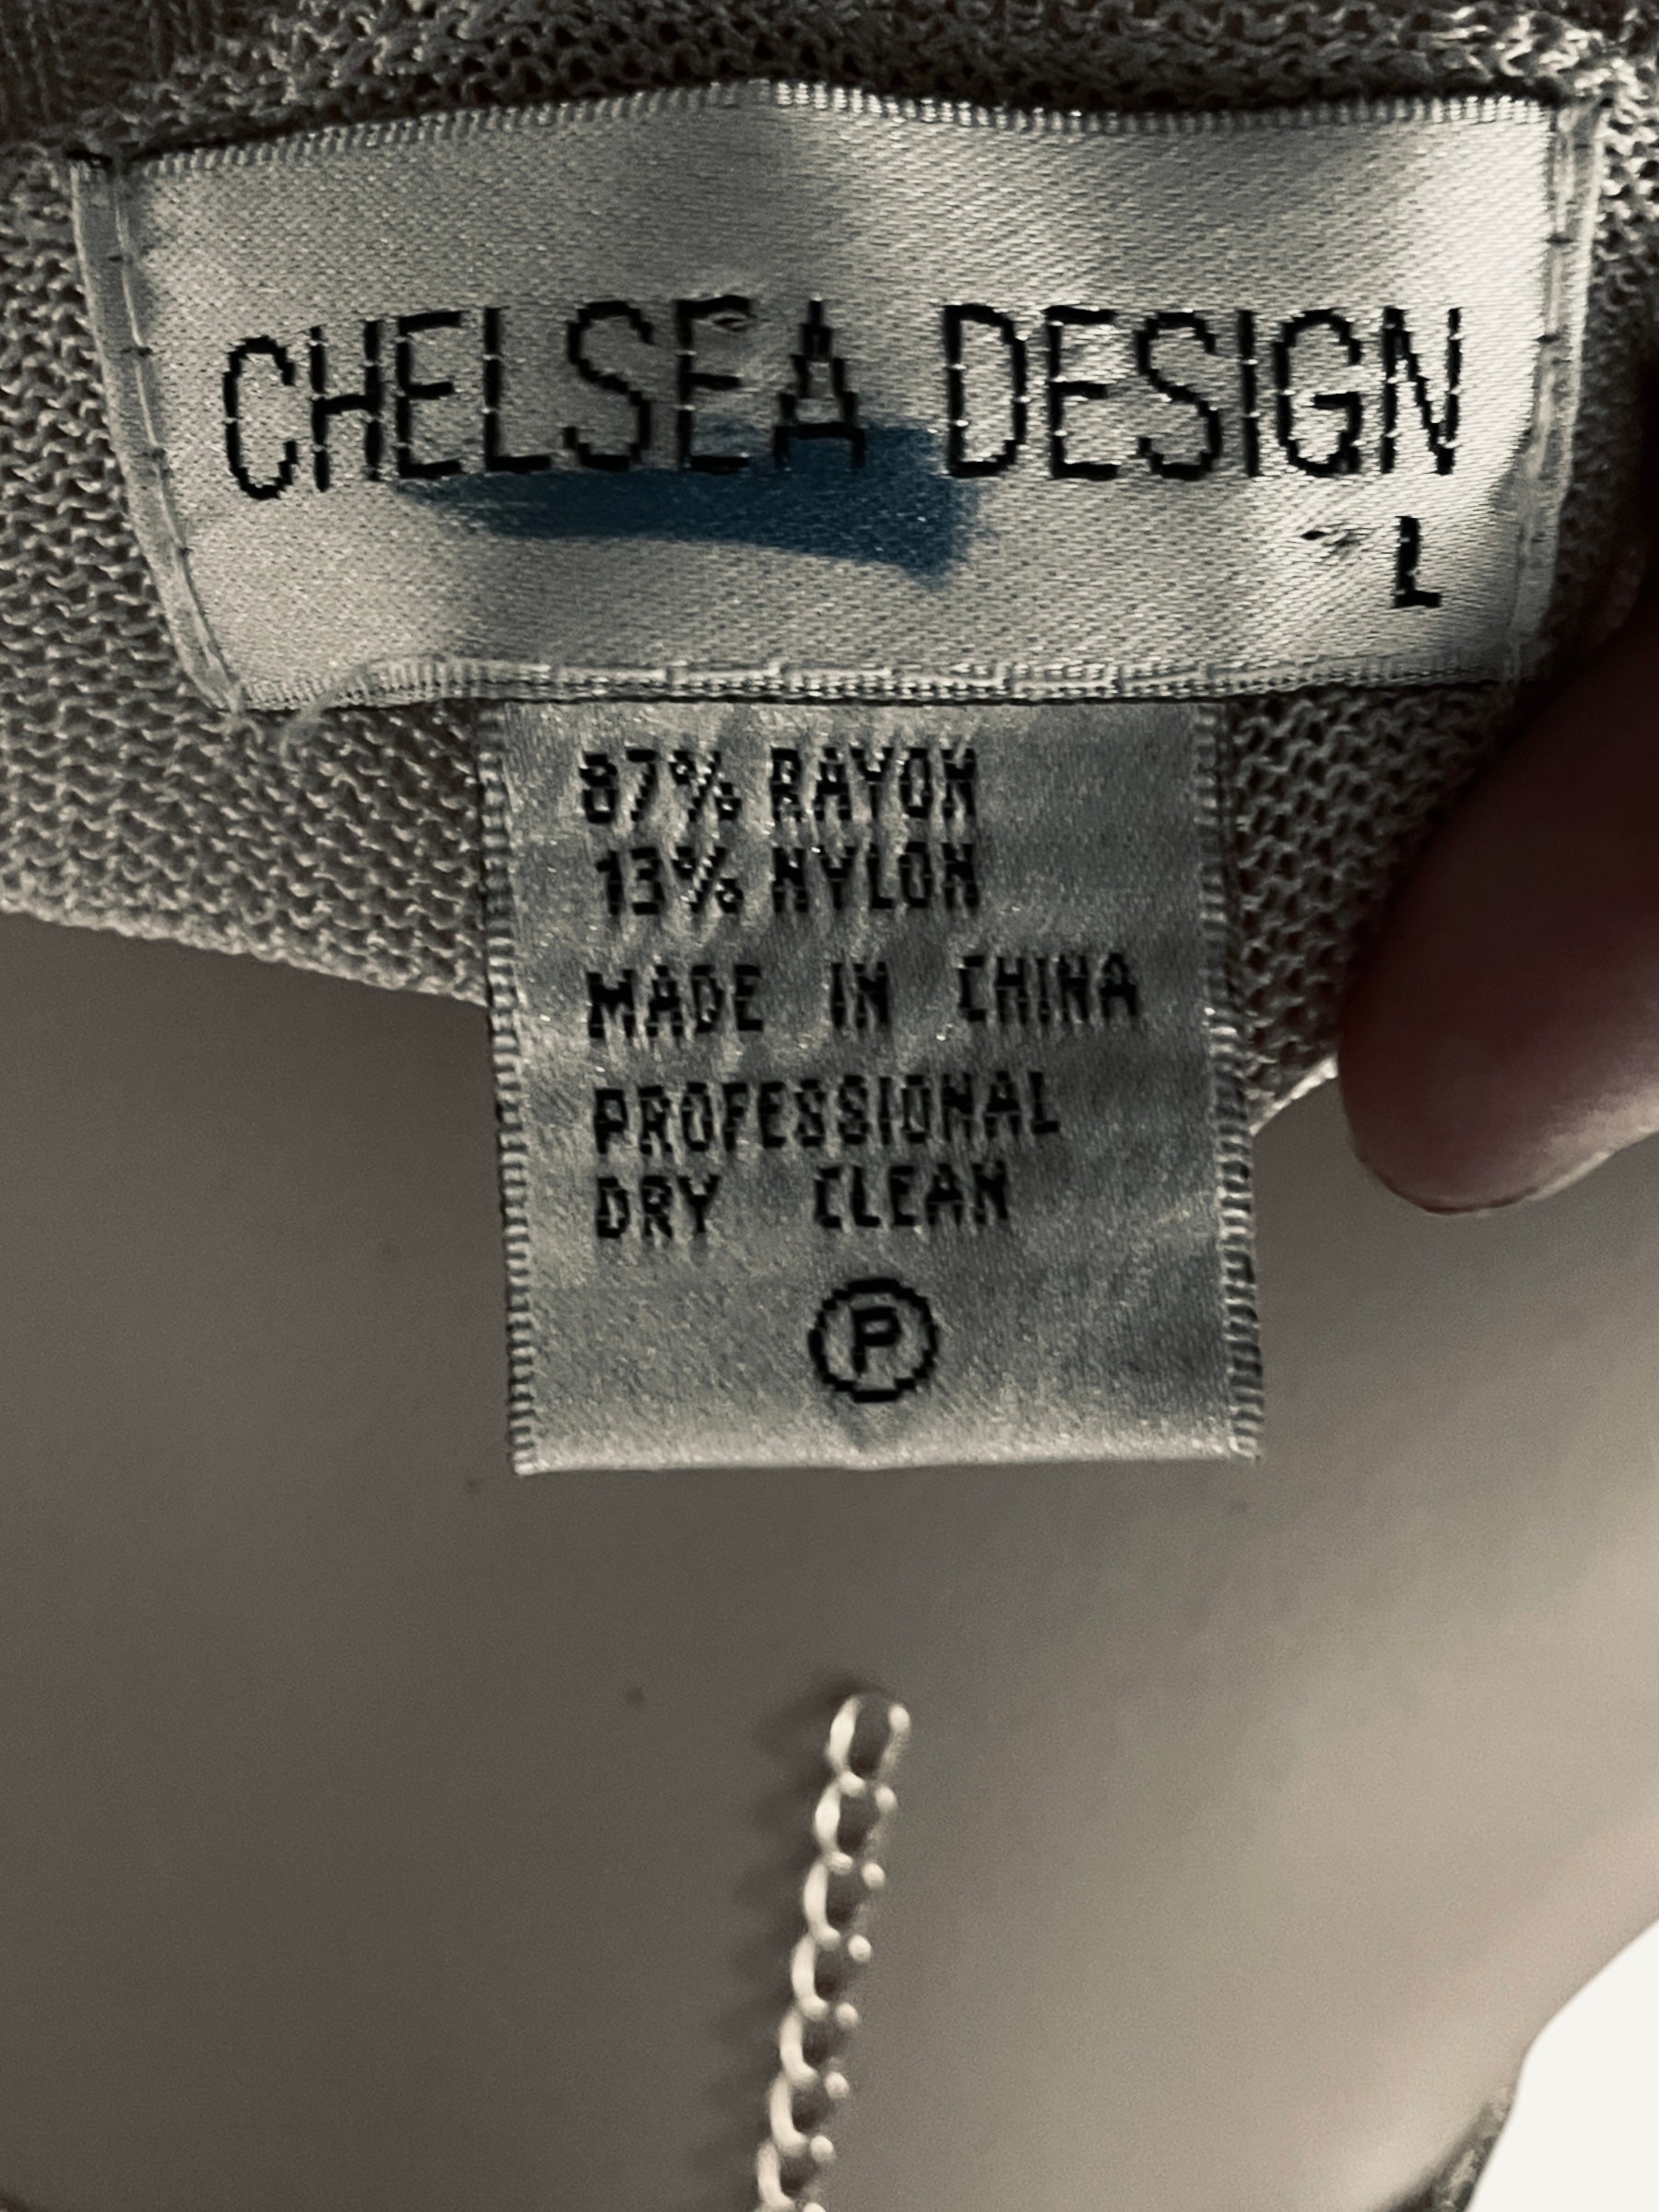 CHELSEA DESIGN
L
87% RAYON
13% NYLON
MADE IN CHINA
PROFESSIONAL
DRY CLEAN
P